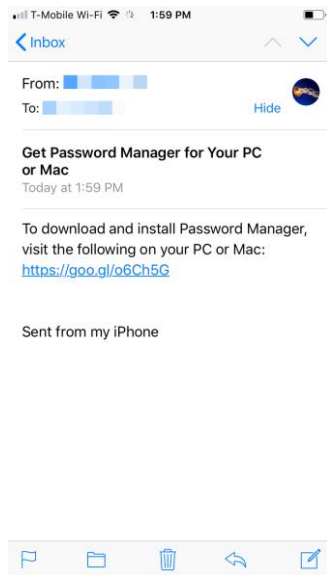 T-Mobile Wi-Fi 1:59 PM
Inbox
From:
To: Hide
Get Password Manager for Your PC
or Mac
Today at 1:59 PM
To download and install Password Manager,
visit the following on your PC or Mac:
https://goo.gl/o6Ch5G
Sent from my iPhone